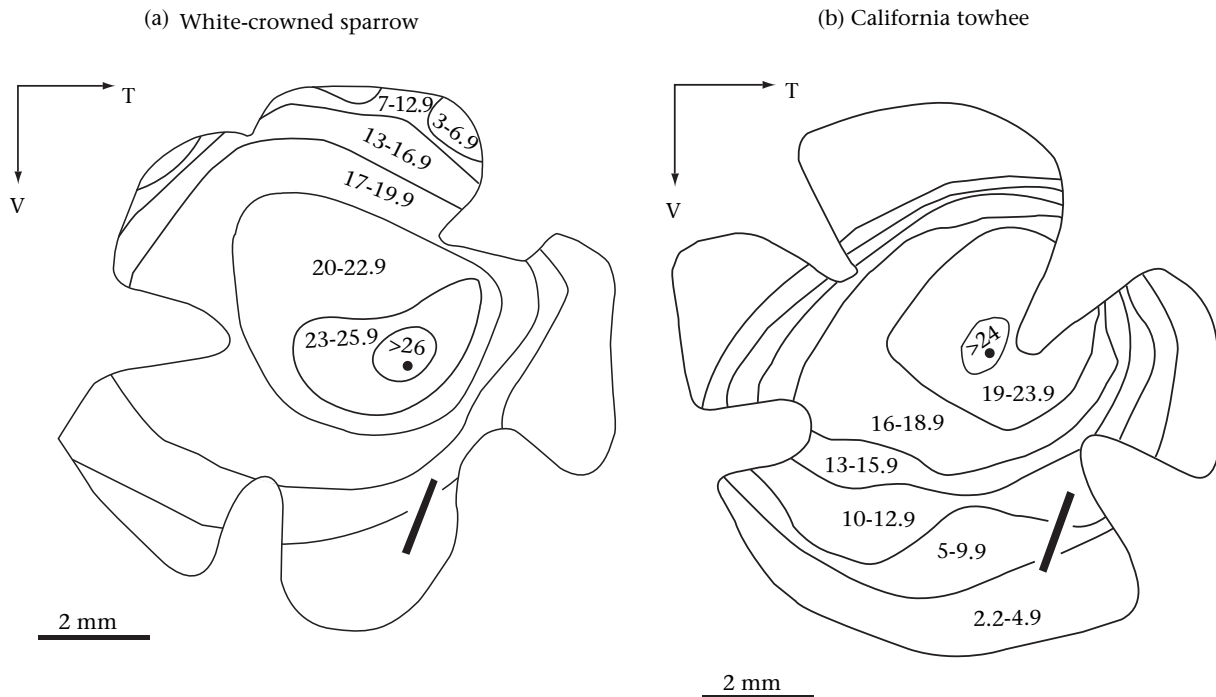 (a) White-crowned sparrow
T
V
7-12.9
3-6.9
13-16.9
17-19.9
20-22.9
23-25.9
>26
2 mm
(b) California towhee
T
V
>24
19-23.9
16-18.9
13-15.9
10-12.9
5-9.9
2.2-4.9
2 mm